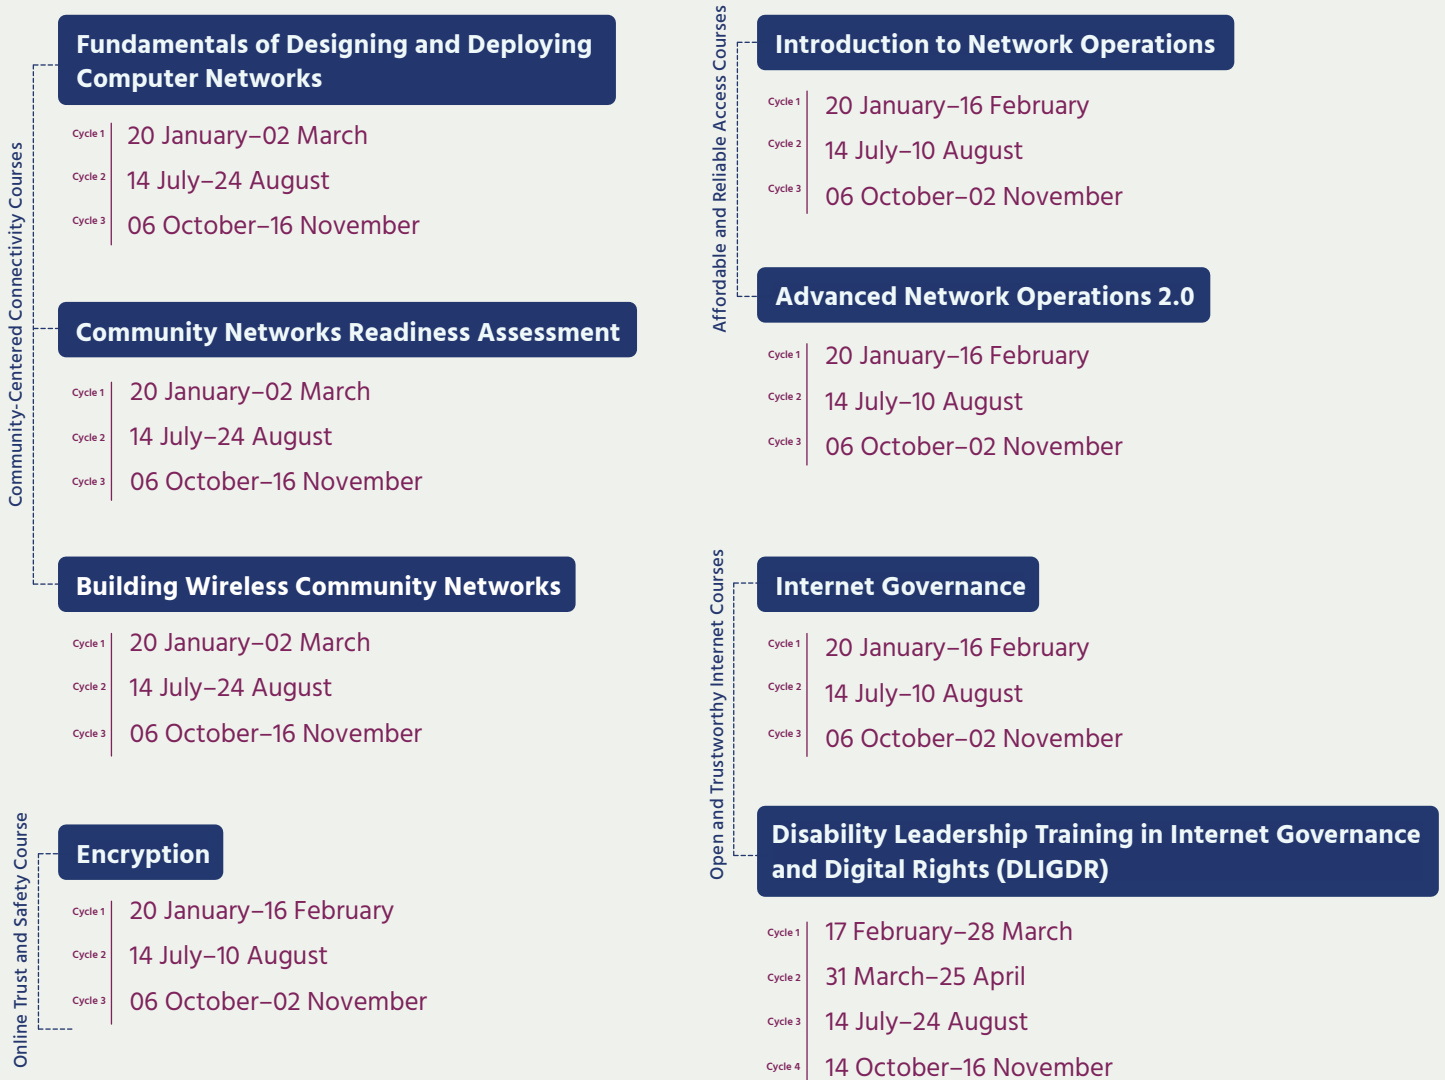 Community-Centered Connectivity Courses
Fundamentals of Designing and Deploying
Computer Networks
Cycle 1 20 January–02 March
Cycle 2 14 July–24 August
Cycle 3 06 October–16 November
Community Networks Readiness Assessment
Cycle 1 20 January–02 March
Cycle 2 14 July–24 August
Cycle 3 06 October–16 November
Building Wireless Community Networks
Cycle 1 20 January–02 March
Cycle 2 14 July–24 August
Cycle 3 06 October–16 November
Online Trust and Safety Course
Encryption
Cycle 1 20 January–16 February
Cycle 2 14 July–10 August
Cycle 3 06 October–02 November
Affordable and Reliable Access Courses
Introduction to Network Operations
Cycle 1 20 January–16 February
Cycle 2 14 July–10 August
Cycle 3 06 October–02 November
Advanced Network Operations 2.0
Cycle 1 20 January–16 February
Cycle 2 14 July–10 August
Cycle 3 06 October–02 November
Open and Trustworthy Internet Courses
Internet Governance
Cycle 1 20 January–16 February
Cycle 2 14 July–10 August
Cycle 3 06 October–02 November
Disability Leadership Training in Internet Governance
and Digital Rights (DLIGDR)
Cycle 1 17 February–28 March
Cycle 2 31 March–25 April
Cycle 3 14 July–24 August
Cycle 4 14 October–16 November